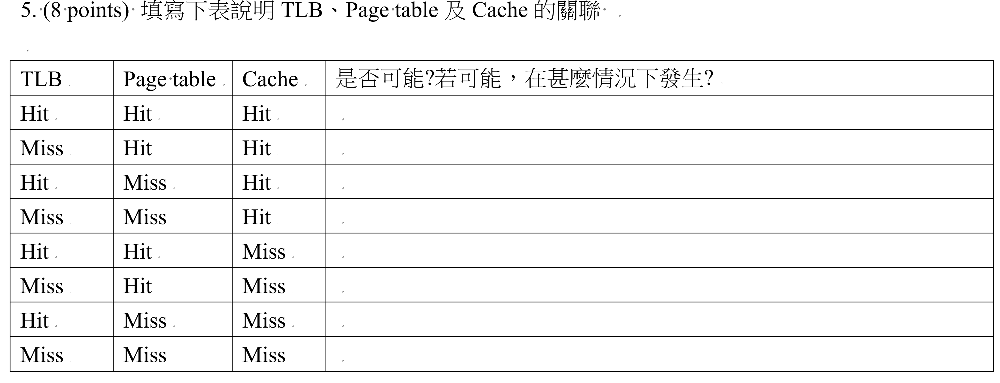 5. (8 points) 填寫下表說明 TLB、Page table 及 Cache 的關聯
TLB Page table Cache 是否可能?若可能，在甚麼情況下發生?
Hit Hit Hit
Miss Hit Hit
Hit Miss Hit
Miss Miss Hit
Hit Hit Miss
Miss Hit Miss
Hit Miss Miss
Miss Miss Miss